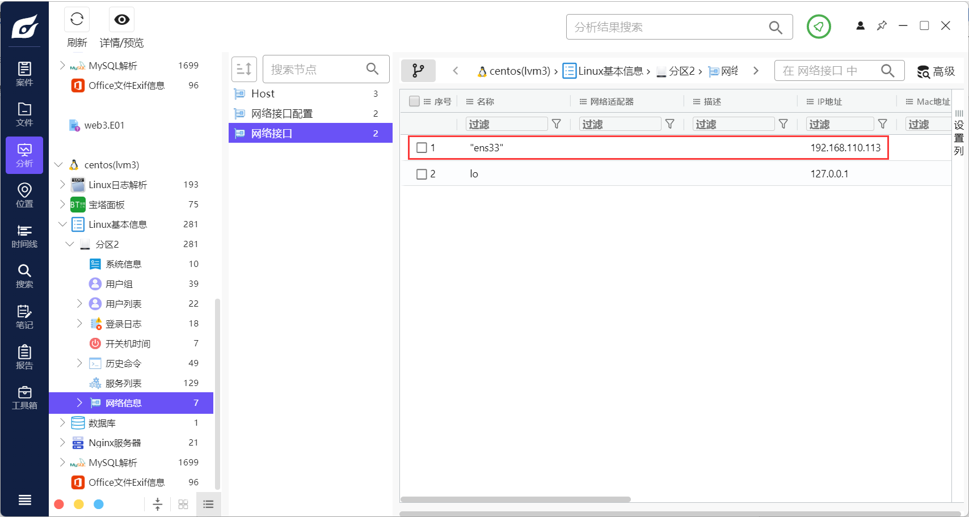 刷新
详情/预览
分析结果搜索
案件
文件
分析
位置
时间线
搜索
笔记
报告
工具箱
MySQL解析 1699
Office文件Exif信息 96
web3.E01
centos(lvm3)
Linux日志解析 193
宝塔面板 75
Linux基本信息 281
分区2 281
系统信息 10
用户组 39
用户列表 22
登录日志 18
开关机时间 7
历史命令 49
服务列表 129
网络信息 7
数据库 1
Nginx服务器 21
MySQL解析 1699
Office文件Exif信息 96
搜索节点
Host 3
网络接口配置 2
网络接口 2
centos(lvm3) › Linux基本信息 › 分区2 › 网络
在 网络接口 中
高级
序号 名称 网络适配器 描述 IP地址 Mac地址
过滤 过滤 过滤 过滤 过滤
1 "ens33" 192.168.110.113
2 lo 127.0.0.1
设置列